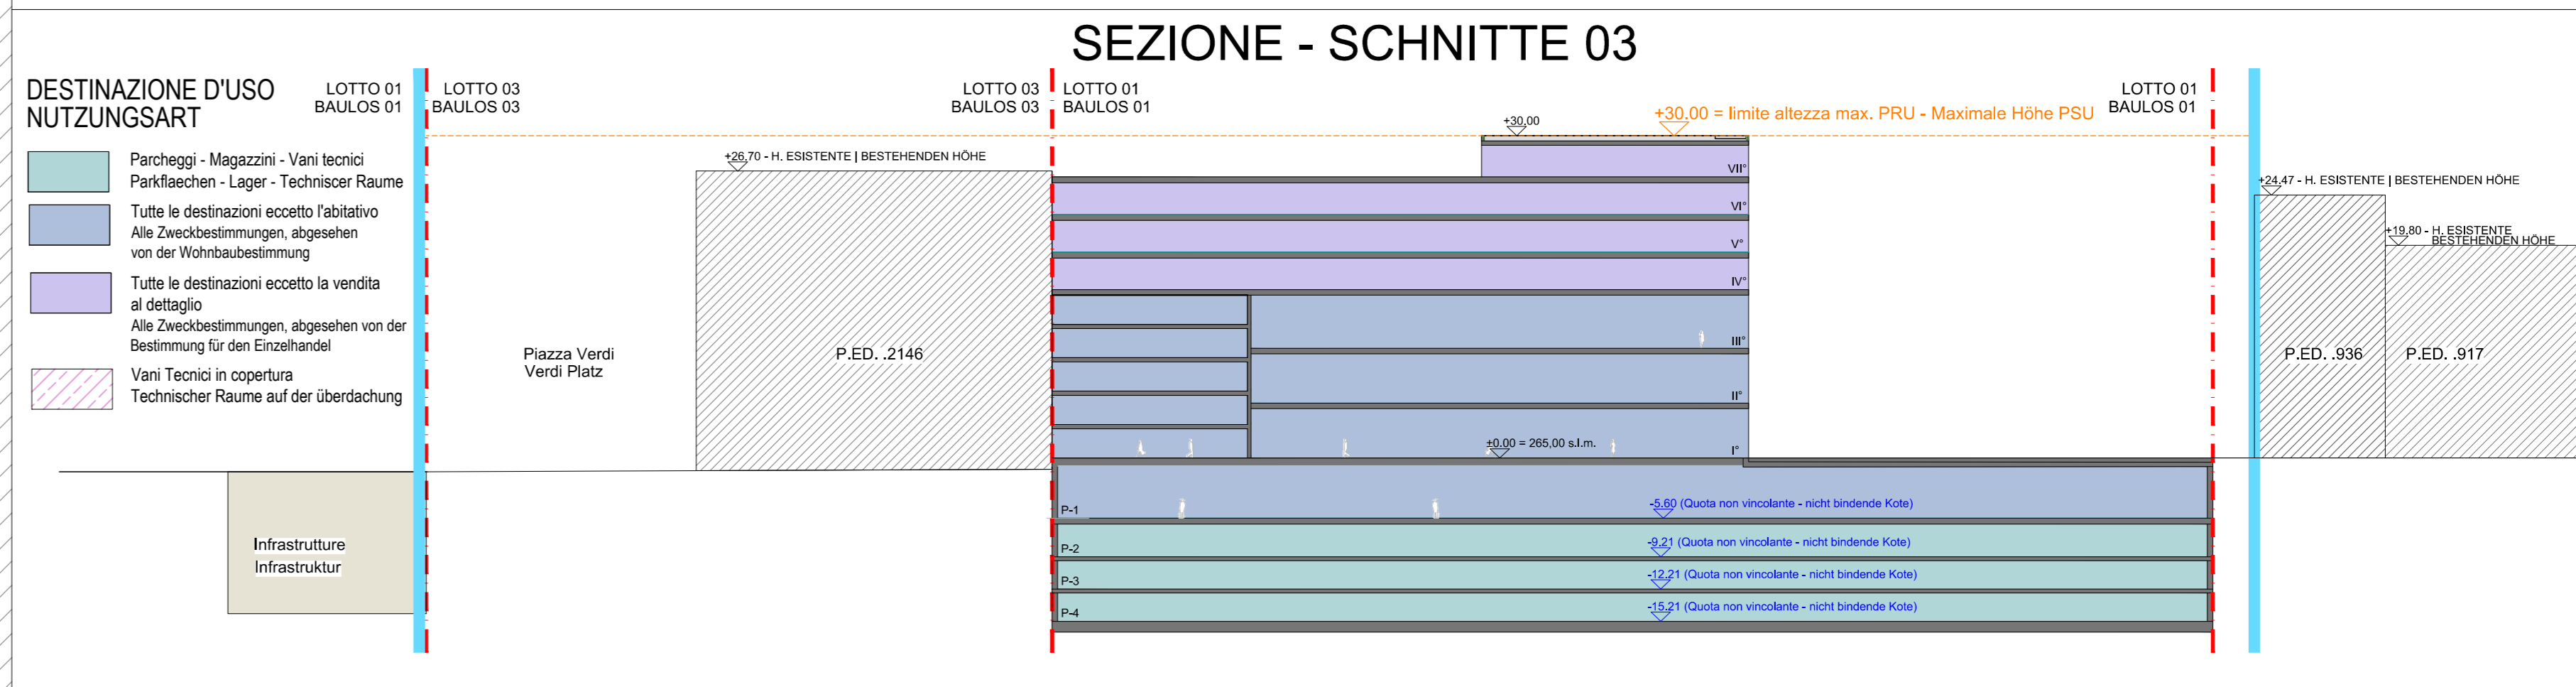 SEZIONE - SCHNITTE 03
DESTINAZIONE D'USO
NUTZUNGSART
LOTTO 01
BAULOS 01
LOTTO 03
BAULOS 03
LOTTO 03
BAULOS 03
LOTTO 01
BAULOS 01
LOTTO 01
BAULOS 01
Parcheggi - Magazzini - Vani tecnici
Parkflaechen - Lager - Techniscer Raume
Tutte le destinazioni eccetto l'abitativo
Alle Zweckbestimmungen, abgesehen
von der Wohnbaubestimmung
Tutte le destinazioni eccetto la vendita
al dettaglio
Alle Zweckbestimmungen, abgesehen von der
Bestimmung für den Einzelhandel
Vani Tecnici in copertura
Technischer Raume auf der überdachung
+30.00 = limite altezza max. PRU - Maximale Höhe PSU
+30,00
+26.70 - H. ESISTENTE | BESTEHENDEN HÖHE
+24.47 - H. ESISTENTE | BESTEHENDEN HÖHE
+19.80 - H. ESISTENTE
BESTEHENDEN HÖHE
VII°
VI°
V°
IV°
III°
II°
I°
Piazza Verdi
Verdi Platz
P.ED. .2146
P.ED. .936
P.ED. .917
±0.00 = 265,00 s.l.m.
P-1
-5.60 (Quota non vincolante - nicht bindende Kote)
P-2
-9.21 (Quota non vincolante - nicht bindende Kote)
P-3
-12.21 (Quota non vincolante - nicht bindende Kote)
P-4
-15.21 (Quota non vincolante - nicht bindende Kote)
Infrastrutture
Infrastruktur